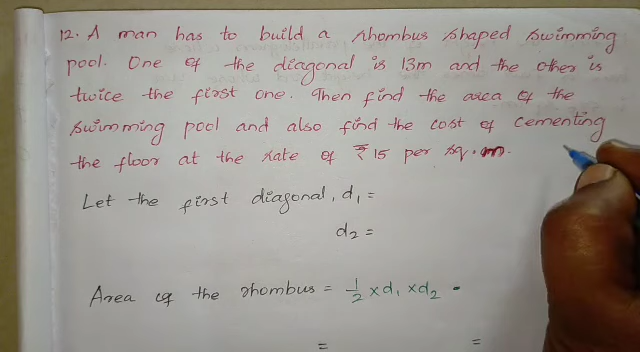 12. A man has to build a rhombus shaped swimming
pool. One of the diagonal is 13m and the other is
twice the first one. Then find the area of the
swimming pool and also find the cost of cementing
the floor at the rate of ₹15 per sq.m.
Let the first diagonal, d₁ =
d₂ =
Area of the rhombus = 1/2 × d₁ × d₂ .
= =